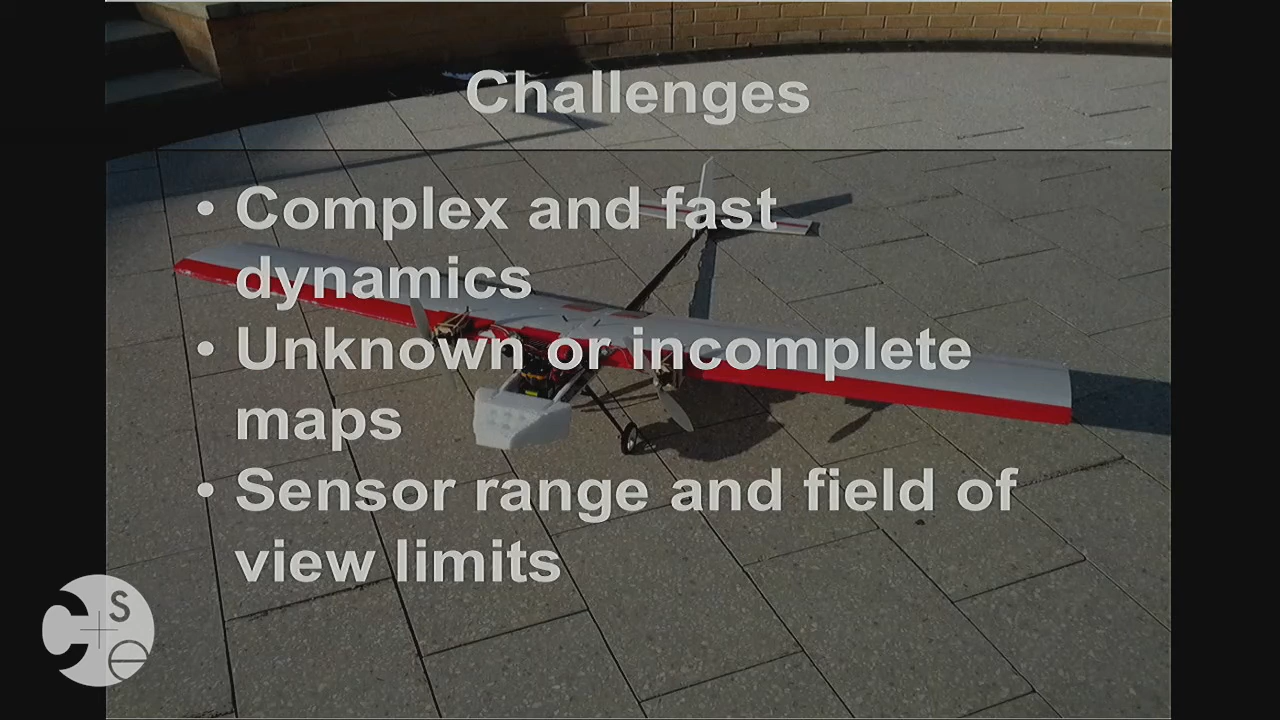 Challenges
• Complex and fast
dynamics
• Unknown or incomplete
maps
• Sensor range and field of
view limits
C S
+
e